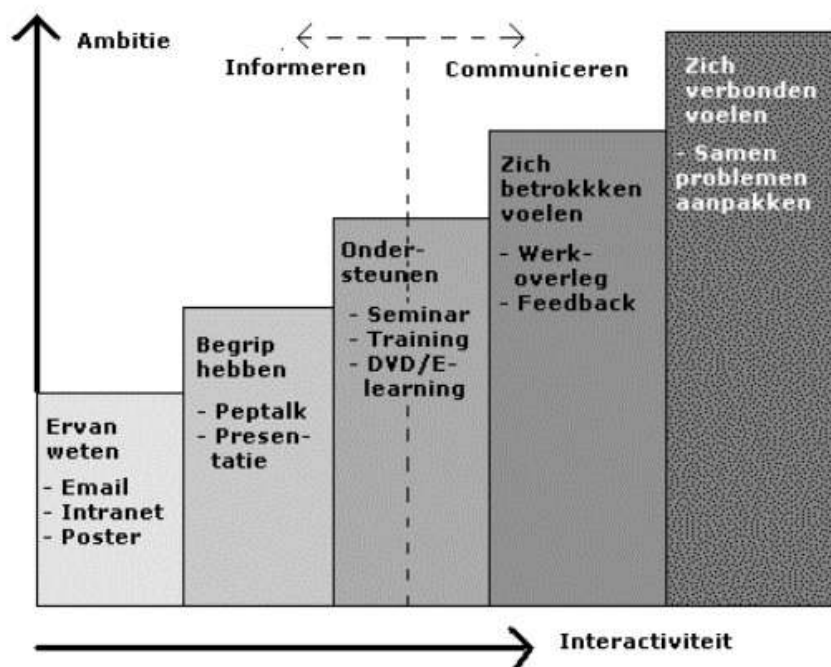 Ambitie
Informeren
Communiceren
Ervan
weten
- Email
- Intranet
- Poster
Begrip
hebben
- Peptalk
- Presen-
tatie
Onder-
steunen
- Seminar
- Training
- DVD/E-
learning
Zich
betrokkken
voelen
- Werk-
overleg
- Feedback
Zich
verbonden
voelen
- Samen
problemen
aanpakken
Interactiviteit